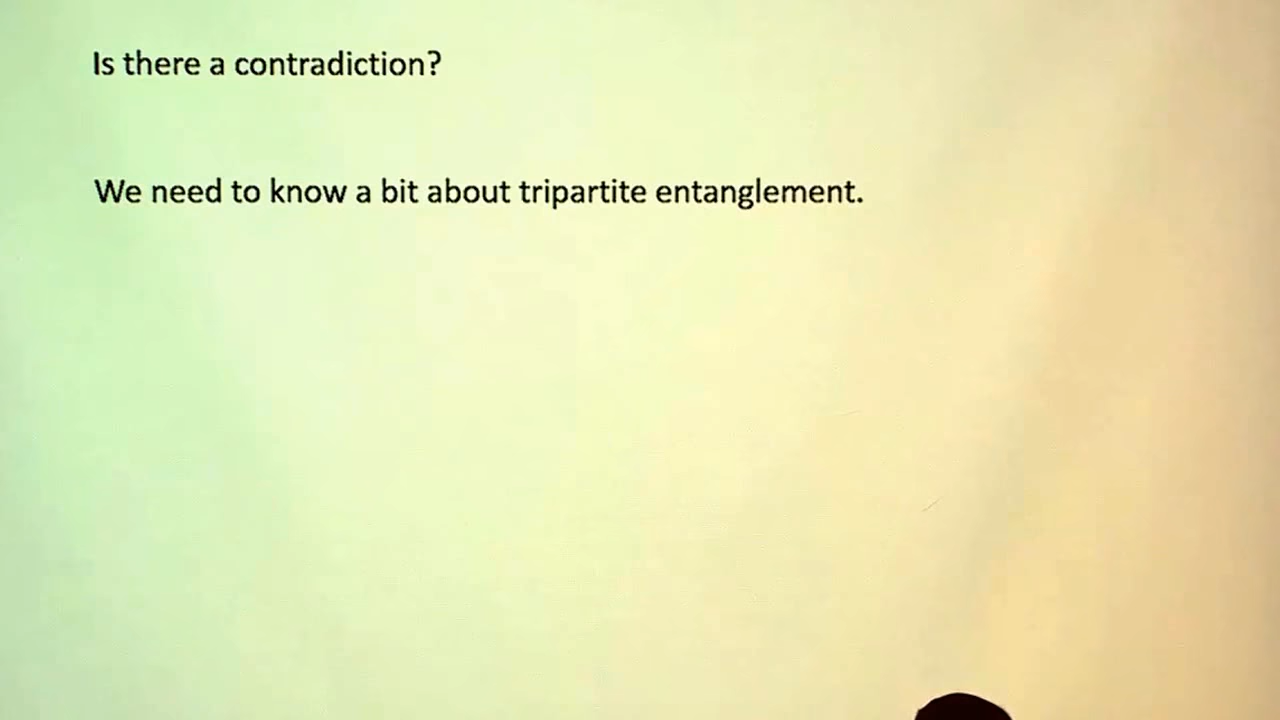 Is there a contradiction?
We need to know a bit about tripartite entanglement.